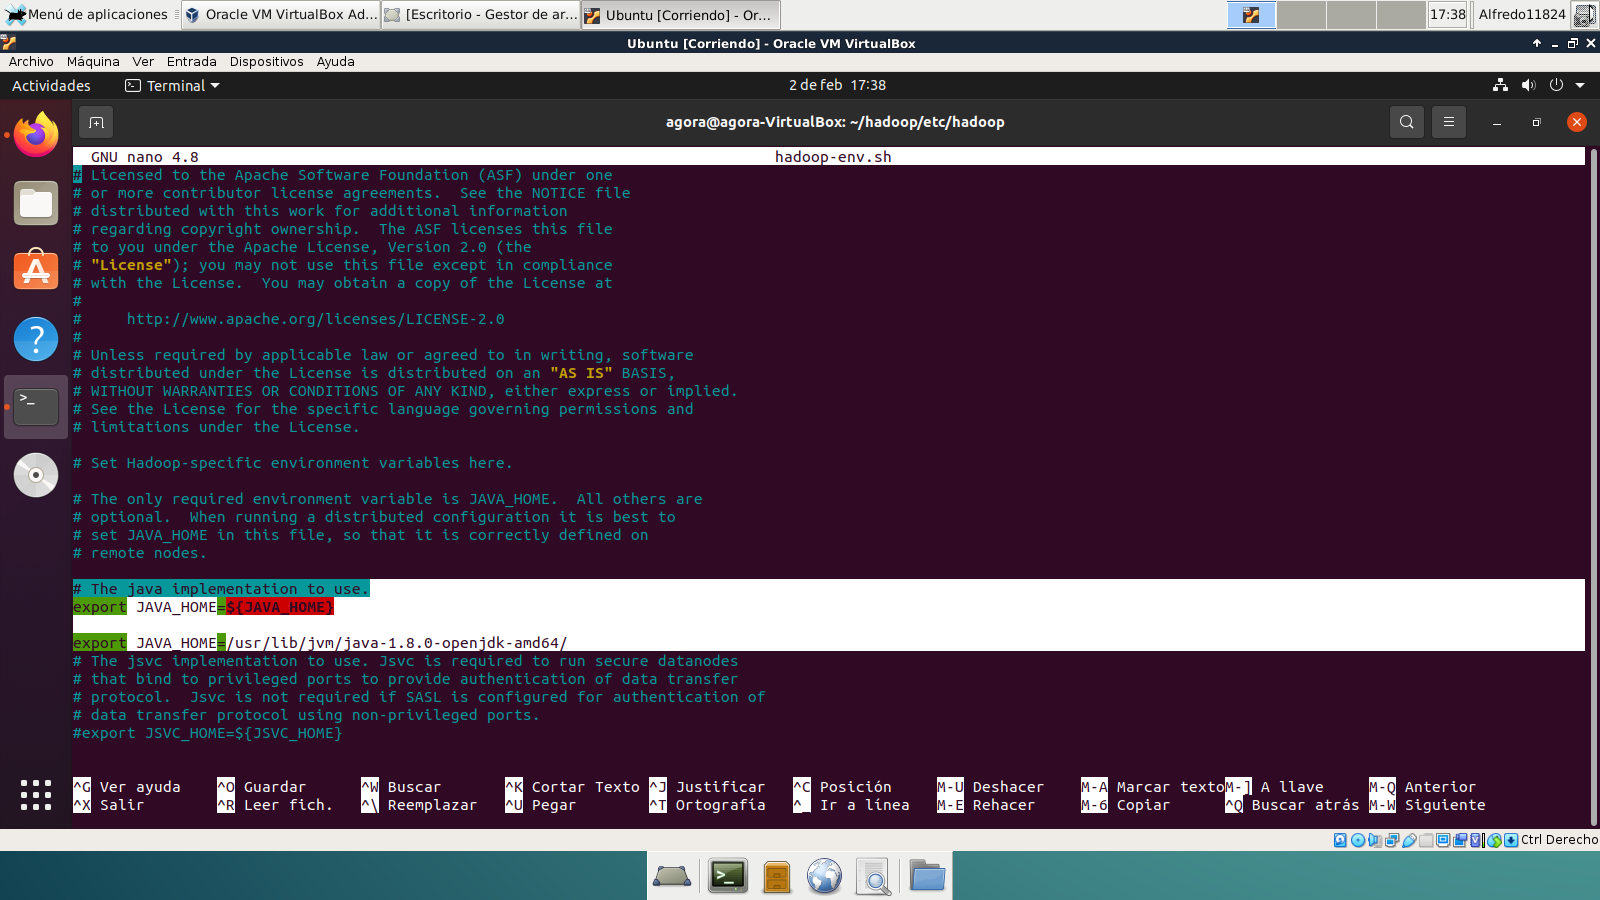 Menú de aplicaciones
Oracle VM VirtualBox Ad...
[Escritorio - Gestor de ar...
Ubuntu [Corriendo] - Or...
17:38
Alfredo11824
Ubuntu [Corriendo] - Oracle VM VirtualBox
Archivo Máquina Ver Entrada Dispositivos Ayuda
Actividades
Terminal
2 de feb 17:38
agora@agora-VirtualBox: ~/hadoop/etc/hadoop
GNU nano 4.8 hadoop-env.sh
# Licensed to the Apache Software Foundation (ASF) under one
# or more contributor license agreements.  See the NOTICE file
# distributed with this work for additional information
# regarding copyright ownership.  The ASF licenses this file
# to you under the Apache License, Version 2.0 (the
# "License"); you may not use this file except in compliance
# with the License.  You may obtain a copy of the License at
#
#     http://www.apache.org/licenses/LICENSE-2.0
#
# Unless required by applicable law or agreed to in writing, software
# distributed under the License is distributed on an "AS IS" BASIS,
# WITHOUT WARRANTIES OR CONDITIONS OF ANY KIND, either express or implied.
# See the License for the specific language governing permissions and
# limitations under the License.
# Set Hadoop-specific environment variables here.
# The only required environment variable is JAVA_HOME.  All others are
# optional.  When running a distributed configuration it is best to
# set JAVA_HOME in this file, so that it is correctly defined on
# remote nodes.
# The java implementation to use.
export JAVA_HOME=${JAVA_HOME}
export JAVA_HOME=/usr/lib/jvm/java-1.8.0-openjdk-amd64/
# The jsvc implementation to use. Jsvc is required to run secure datanodes
# that bind to privileged ports to provide authentication of data transfer
# protocol.  Jsvc is not required if SASL is configured for authentication of
# data transfer protocol using non-privileged ports.
#export JSVC_HOME=${JSVC_HOME}
^G Ver ayuda ^O Guardar ^W Buscar ^K Cortar Texto ^J Justificar ^C Posición M-U Deshacer M-A Marcar texto M-] A llave M-Q Anterior
^X Salir ^R Leer fich. ^\ Reemplazar ^U Pegar ^T Ortografía ^_ Ir a línea M-E Rehacer M-6 Copiar ^Q Buscar atrás M-W Siguiente
Ctrl Derecho